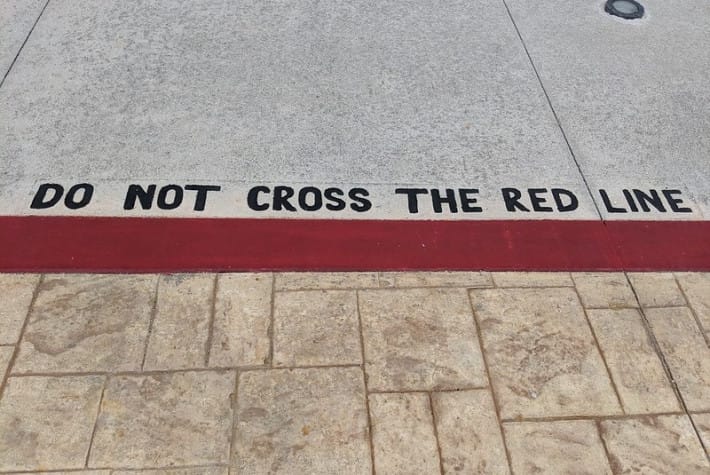 DO NOT CROSS THE RED LINE